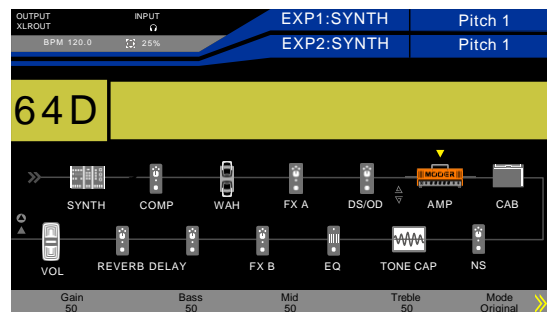 OUTPUT INPUT EXP1:SYNTH Pitch 1
XLROUT
BPM 120.0 25% EXP2:SYNTH Pitch 1
64D
MOOER
SYNTH COMP WAH FX A DS/OD AMP CAB
VOL REVERB DELAY FX B EQ TONE CAP NS
Gain Bass Mid Treble Mode
50 50 50 50 Original